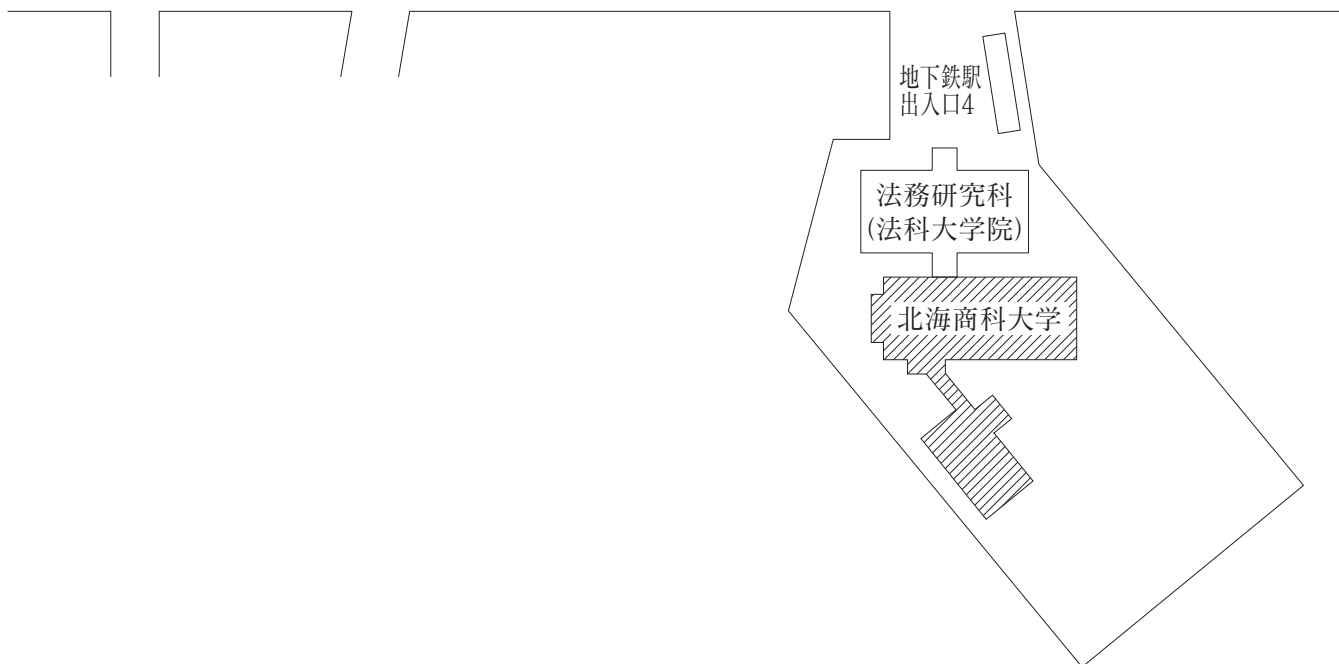 地下鉄駅
出入口4
法務研究科
(法科大学院)
北海商科大学